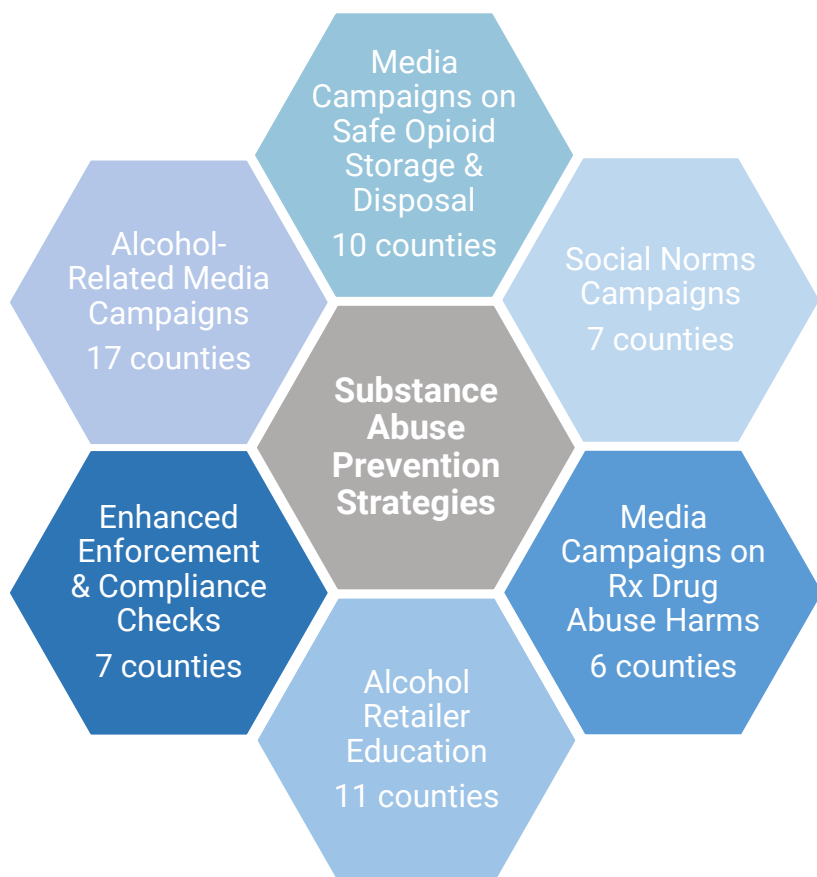 Media
Campaigns on
Safe Opioid
Storage &
Disposal
10 counties
Alcohol-
Related Media
Campaigns
17 counties
Social Norms
Campaigns
7 counties
Substance
Abuse
Prevention
Strategies
Enhanced
Enforcement
& Compliance
Checks
7 counties
Media
Campaigns on
Rx Drug
Abuse Harms
6 counties
Alcohol
Retailer
Education
11 counties